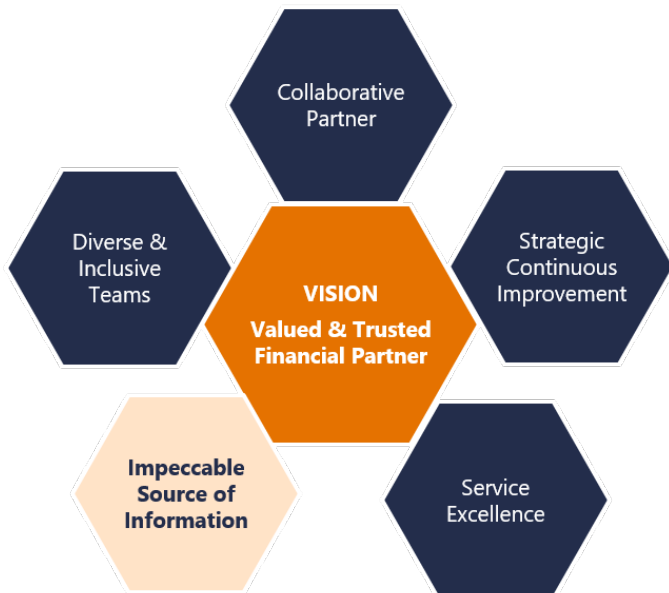 Collaborative
Partner
Diverse &
Inclusive
Teams
VISION
Valued & Trusted
Financial Partner
Strategic
Continuous
Improvement
Impeccable
Source of
Information
Service
Excellence